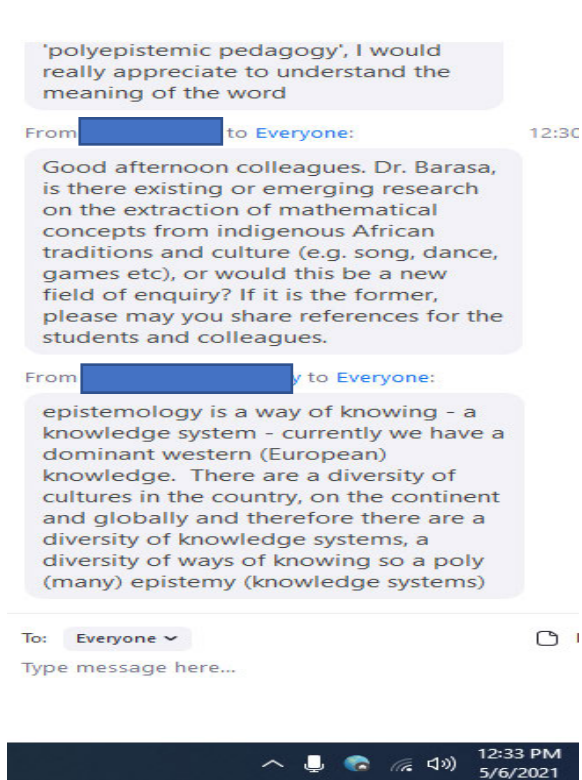 'polyepistemic pedagogy', I would
really appreciate to understand the
meaning of the word
From to Everyone: 12:30
Good afternoon colleagues. Dr. Barasa,
is there existing or emerging research
on the extraction of mathematical
concepts from indigenous African
traditions and culture (e.g. song, dance,
games etc), or would this be a new
field of enquiry? If it is the former,
please may you share references for the
students and colleagues.
From y to Everyone:
epistemology is a way of knowing - a
knowledge system - currently we have a
dominant western (European)
knowledge. There are a diversity of
cultures in the country, on the continent
and globally and therefore there are a
diversity of knowledge systems, a
diversity of ways of knowing so a poly
(many) epistemy (knowledge systems)
To: Everyone
Type message here...
12:33 PM
5/6/2021